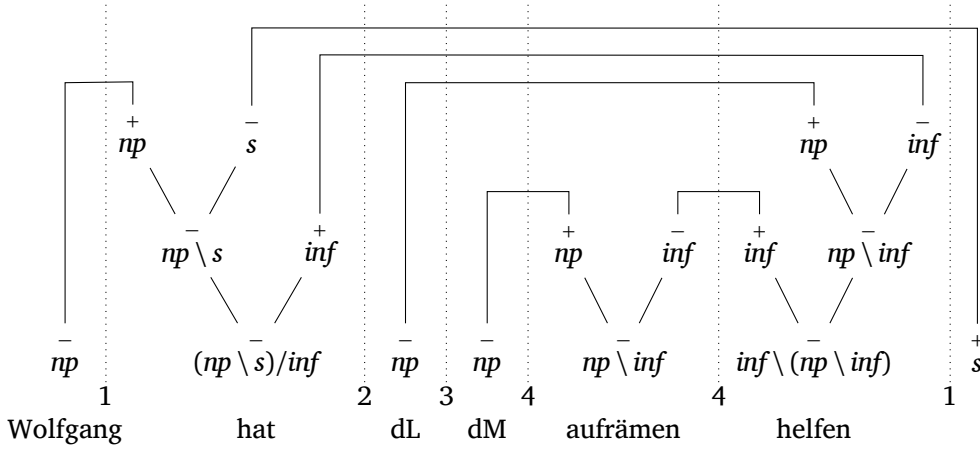 + − + −
np s np inf
− + + − + −
np \ s inf np inf inf np \ inf
− − − − − − +
np (np \ s)/inf np np np \ inf inf \ (np \ inf) s
1 2 3 4 4 1
Wolfgang hat dL dM aufrämen helfen